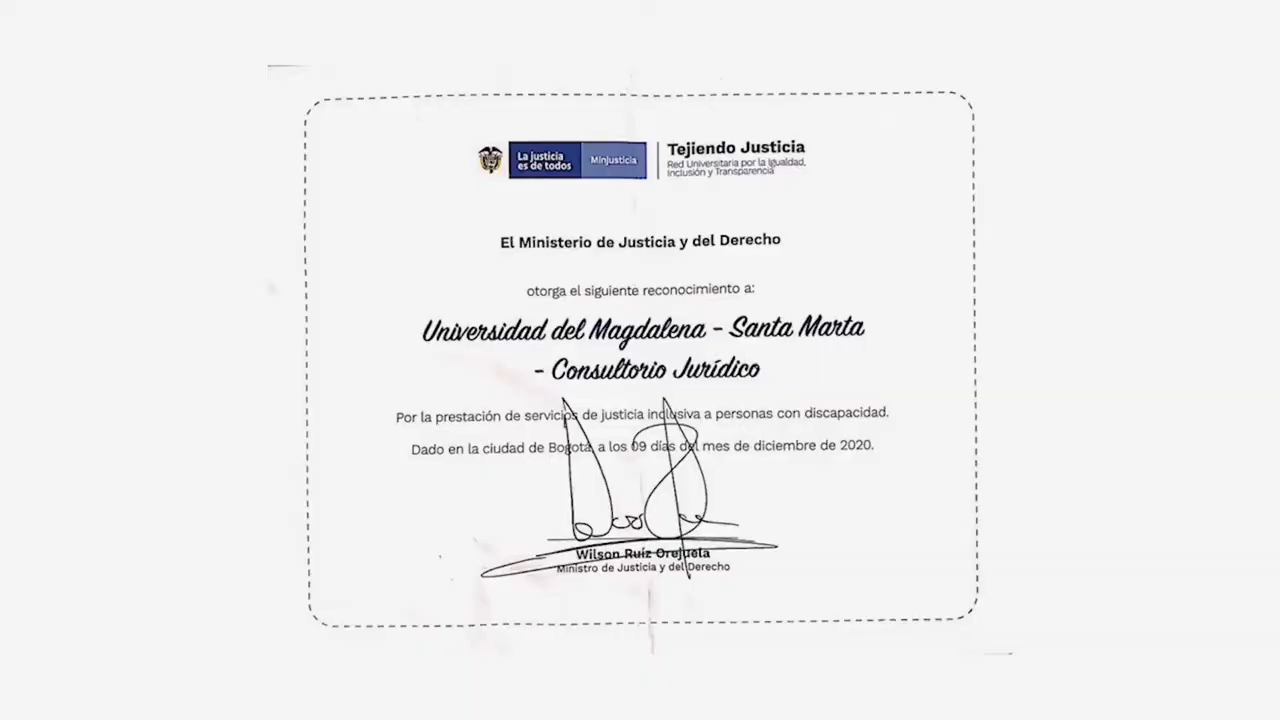 La justicia
es de todos
Minjusticia
Tejiendo Justicia
Red Universitaria por la Igualdad,
Inclusión y Transparencia
El Ministerio de Justicia y del Derecho
otorga el siguiente reconocimiento a:
Universidad del Magdalena - Santa Marta
- Consultorio Jurídico
Por la prestación de servicios de justicia inclusiva a personas con discapacidad.
Dado en la ciudad de Bogotá, a los 09 días del mes de diciembre de 2020.
Wilson Ruíz Orejuela
Ministro de Justicia y del Derecho